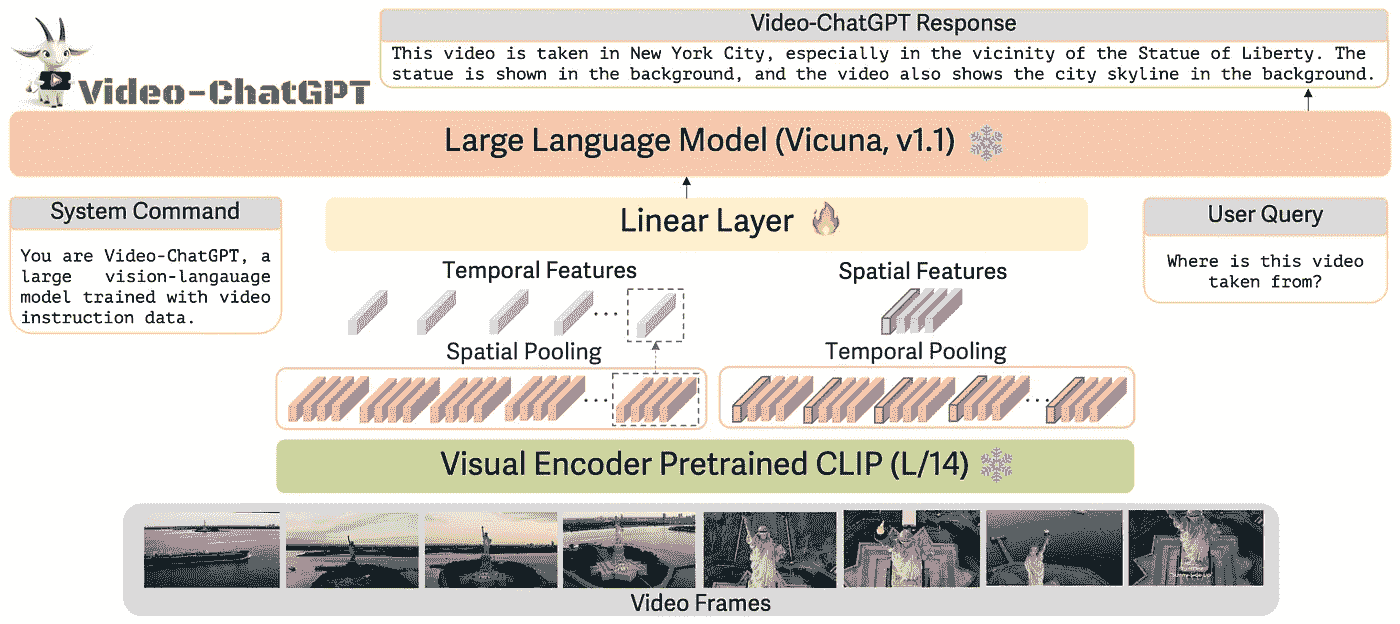 Video-ChatGPT Response
This video is taken in New York City, especially in the vicinity of the Statue of Liberty. The
statue is shown in the background, and the video also shows the city skyline in the background.
Video-ChatGPT
Large Language Model (Vicuna, v1.1)
System Command
You are Video-ChatGPT, a
large vision-langauage
model trained with video
instruction data.
Linear Layer
User Query
Where is this video
taken from?
Temporal Features
Spatial Features
Spatial Pooling
Temporal Pooling
Visual Encoder Pretrained CLIP (L/14)
Video Frames